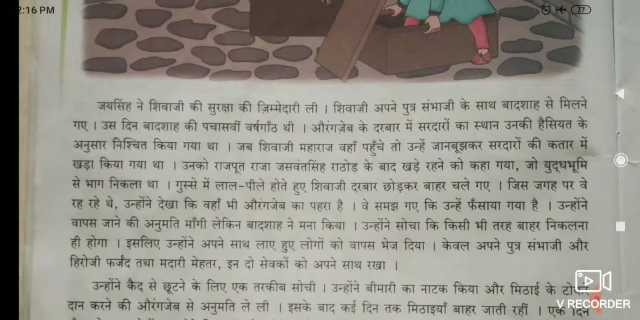 2:16 PM
37
जयसिंह ने शिवाजी की सुरक्षा की ज़िम्मेदारी ली । शिवाजी अपने पुत्र संभाजी के साथ बादशाह से मिलने
गए । उस दिन बादशाह की पचासवीं वर्षगाँठ थी । औरंगज़ेब के दरबार में सरदारों का स्थान उनकी हैसियत के
अनुसार निश्चित किया गया था । जब शिवाजी महाराज वहाँ पहुँचे तो उन्हें जानबूझकर सरदारों की कतार में
खड़ा किया गया था । उनको राजपूत राजा जसवंतसिंह राठोड़ के बाद खड़े रहने को कहा गया, जो युद्धभूमि
से भाग निकला था । गुस्से में लाल-पीले होते हुए शिवाजी दरबार छोड़कर बाहर चले गए । जिस जगह पर वे
रह रहे थे, उन्होंने देखा कि वहाँ भी औरंगजेब का पहरा है । वे समझ गए कि उन्हें फँसाया गया है । उन्होंने
वापस जाने की अनुमति माँगी लेकिन बादशाह ने मना किया । उन्होंने सोचा कि किसी भी तरह बाहर निकलना
ही होगा । इसलिए उन्होंने अपने साथ लाए हुए लोगों को वापस भेज दिया । केवल अपने पुत्र संभाजी और
हिरोजी फर्जंद तथा मदारी मेहतर, इन दो सेवकों को अपने साथ रखा ।
उन्होंने कैद से छूटने के लिए एक तरकीब सोची । उन्होंने बीमारी का नाटक किया और मिठाई के
दान करने की औरंगजेब से अनुमति ले ली । इसके बाद कई दिन तक मिठाइयाँ बाहर जाती रहीं । एक दिन
V RECORDER